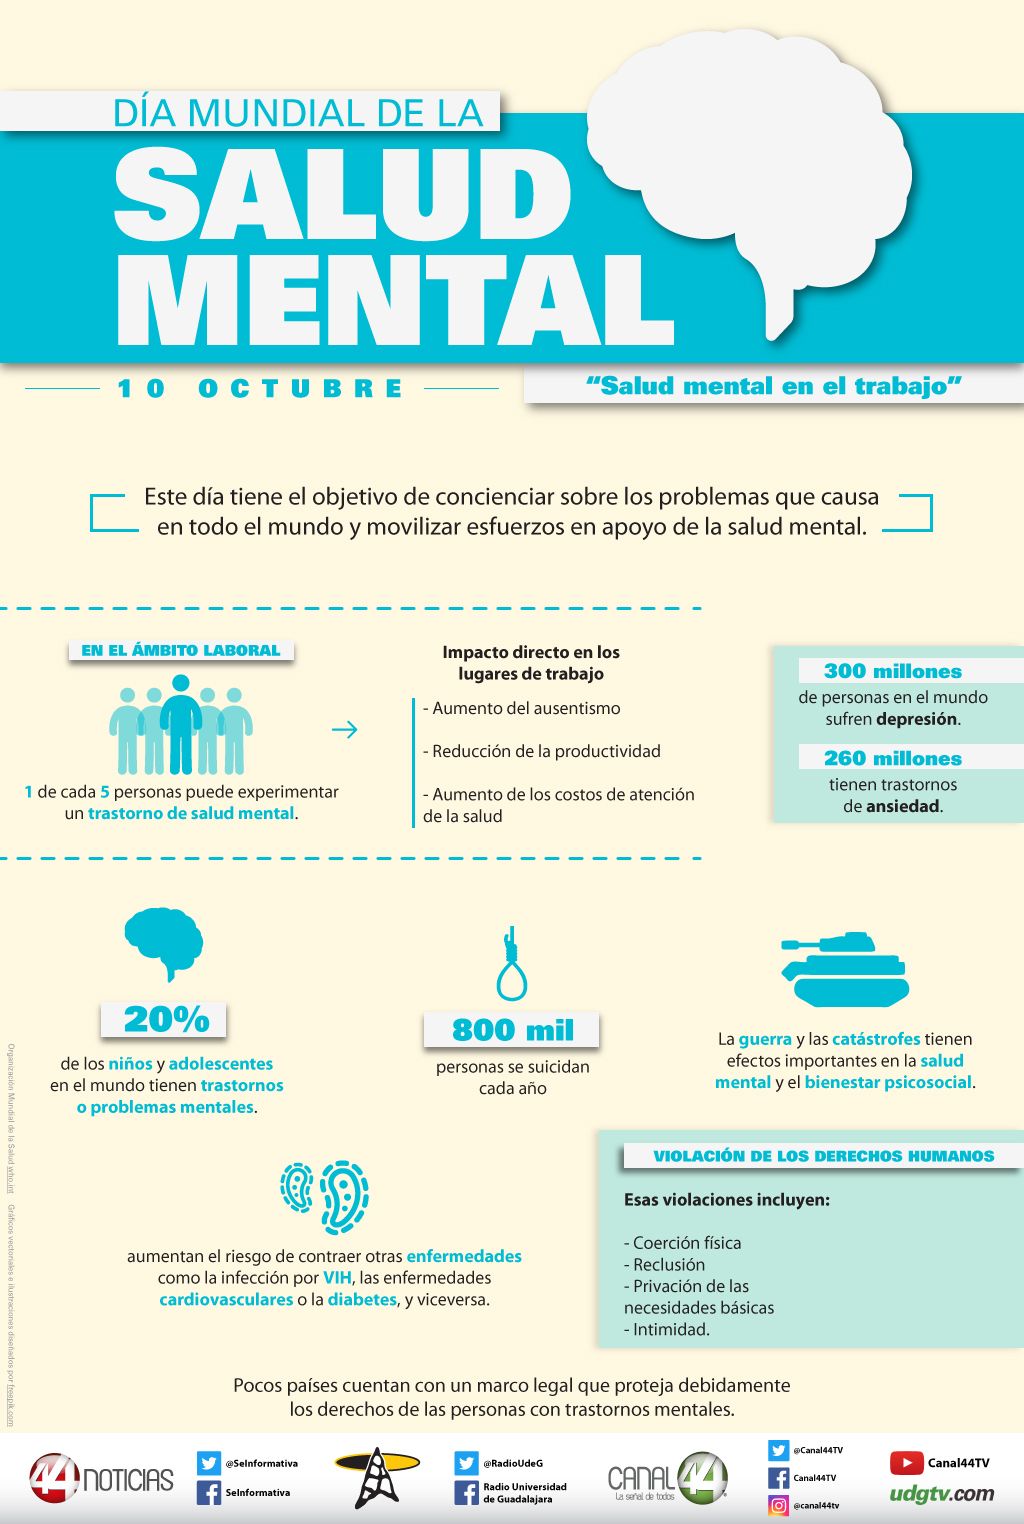 DÍA MUNDIAL DE LA
SALUD
MENTAL
10 OCTUBRE
“Salud mental en el trabajo”
Este día tiene el objetivo de concienciar sobre los problemas que causa
en todo el mundo y movilizar esfuerzos en apoyo de la salud mental.
EN EL ÁMBITO LABORAL
1 de cada 5 personas puede experimentar
un trastorno de salud mental.
Impacto directo en los
lugares de trabajo
- Aumento del ausentismo
- Reducción de la productividad
- Aumento de los costos de atención
de la salud
300 millones
de personas en el mundo
sufren depresión.
260 millones
tienen trastornos
de ansiedad.
20%
de los niños y adolescentes
en el mundo tienen trastornos
o problemas mentales.
800 mil
personas se suicidan
cada año
La guerra y las catástrofes tienen
efectos importantes en la salud
mental y el bienestar psicosocial.
aumentan el riesgo de contraer otras enfermedades
como la infección por VIH, las enfermedades
cardiovasculares o la diabetes, y viceversa.
VIOLACIÓN DE LOS DERECHOS HUMANOS
Esas violaciones incluyen:
- Coerción física
- Reclusión
- Privación de las
necesidades básicas
- Intimidad.
Pocos países cuentan con un marco legal que proteja debidamente
los derechos de las personas con trastornos mentales.
Organización Mundial de la Salud who.int Gráficos vectoriales e ilustraciones diseñados por freepik.com
44 NOTICIAS
@SeInformativa
SeInformativa
@RadioUdeG
Radio Universidad
de Guadalajara
CANAL 44
La señal de todos
@Canal44TV
Canal44TV
@canal44tv
Canal44TV
udgtv.com